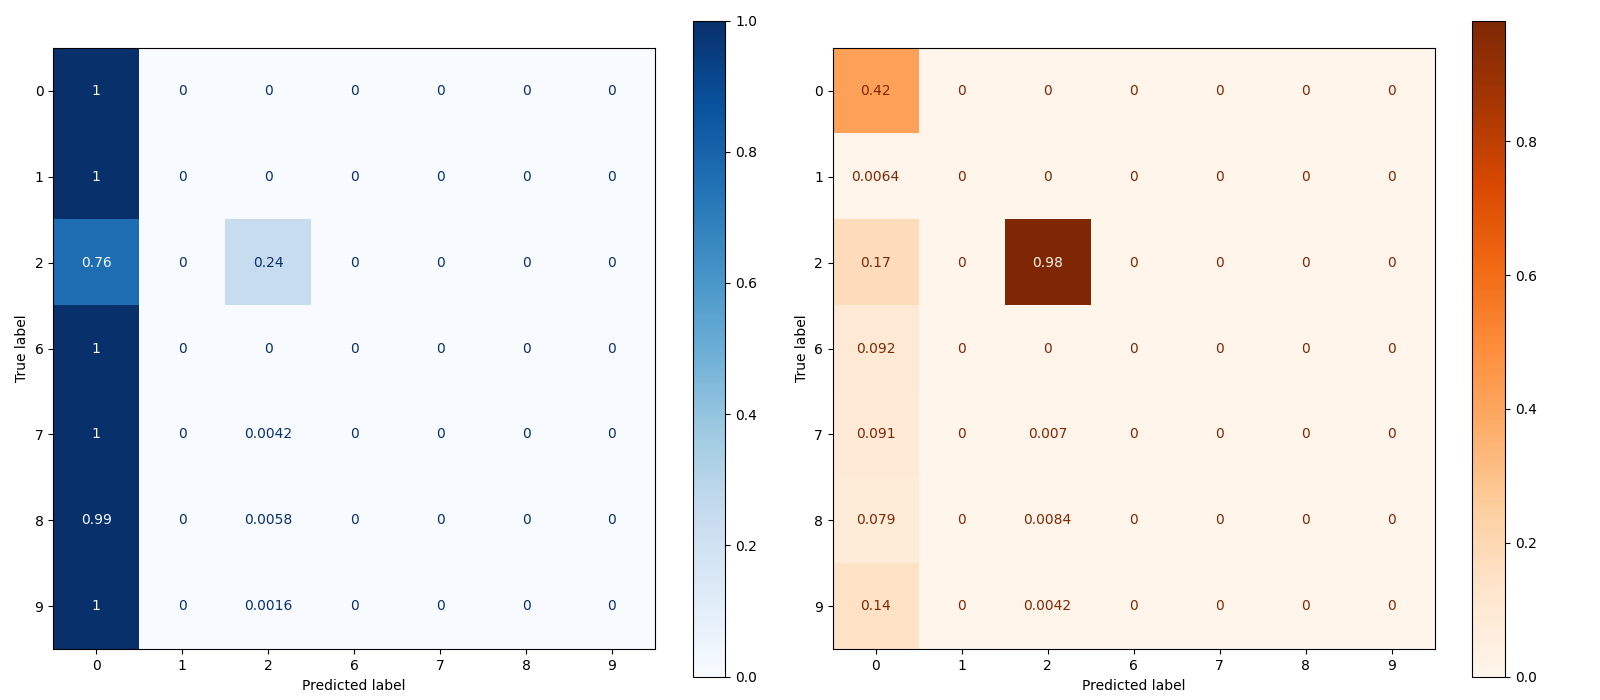 1.0
0 1 0 0 0 0 0 0 0 0.42 0 0 0 0 0 0
0.8 0.8
1 1 0 0 0 0 0 0 1 0.0064 0 0 0 0 0 0
2 0.76 0 0.24 0 0 0 0 2 0.17 0 0.98 0 0 0 0
0.6 0.6
True label True label
6 1 0 0 0 0 0 0 6 0.092 0 0 0 0 0 0
0.4 0.4
7 1 0 0.0042 0 0 0 0 7 0.091 0 0.007 0 0 0 0
8 0.99 0 0.0058 0 0 0 0 8 0.079 0 0.0084 0 0 0 0
0.2 0.2
9 1 0 0.0016 0 0 0 0 9 0.14 0 0.0042 0 0 0 0
0 1 2 6 7 8 9 0.0 0 1 2 6 7 8 9 0.0
Predicted label Predicted label